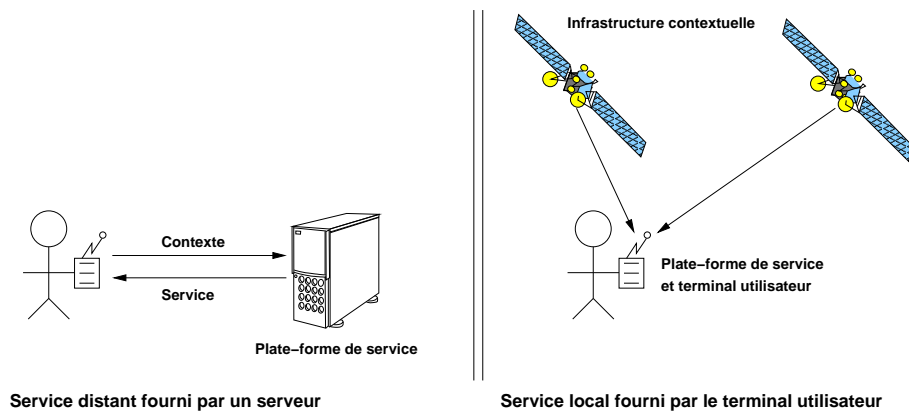 Contexte
Service
Plate−forme de service
Service distant fourni par un serveur
Infrastructure contextuelle
Plate−forme de service
et terminal utilisateur
Service local fourni par le terminal utilisateur